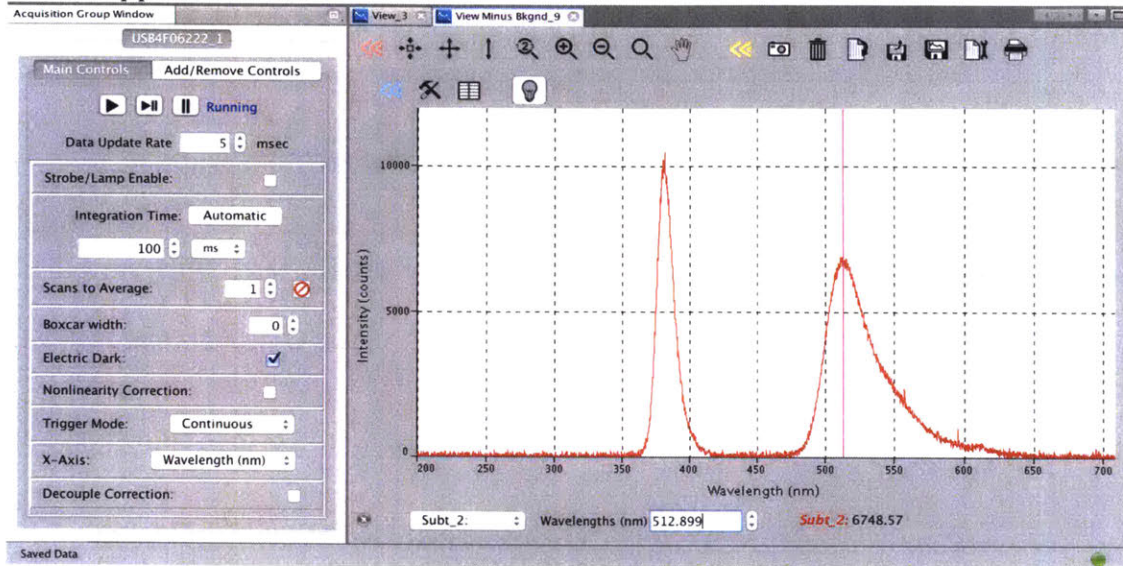 Acquisition Group Window
View_3
View Minus Bkgnd_9
USB4F06222_1
Main Controls
Add/Remove Controls
Running
Data Update Rate 5 msec
Strobe/Lamp Enable:
Integration Time: Automatic
100 ms
Scans to Average: 1
Boxcar width: 0
Electric Dark:
Nonlinearity Correction:
Trigger Mode: Continuous
X-Axis: Wavelength (nm)
Decouple Correction:
Intensity (counts)
10000
5000
0
200 250 300 350 400 450 500 550 600 650 700
Wavelength (nm)
Subt_2: Wavelengths (nm) 512.899 Subt_2: 6748.57
Saved Data